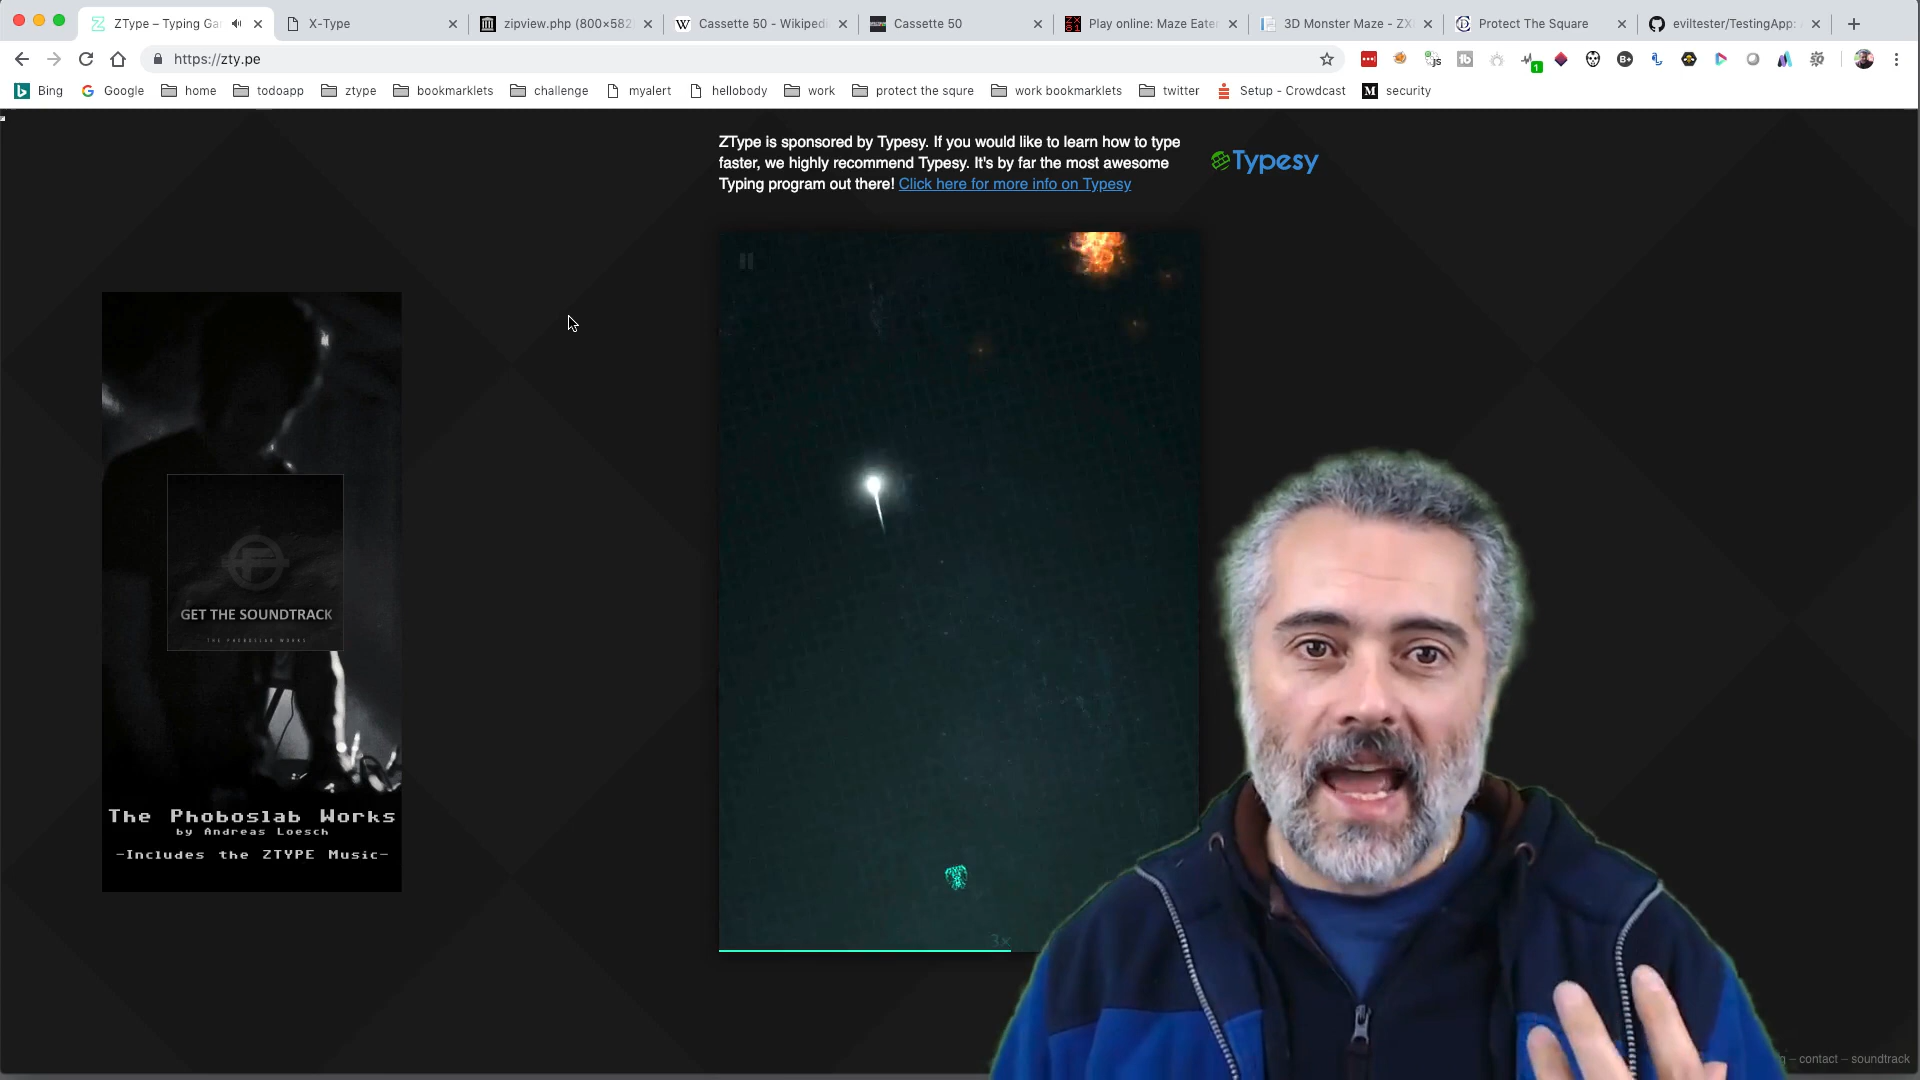 ZType – Typing Ga
X-Type
zipview.php (800×582
Cassette 50 - Wikiped
Cassette 50
Play online: Maze Eate
3D Monster Maze - ZX
Protect The Square
eviltester/TestingApp:
https://zty.pe
Bing
Google
home
todoapp
ztype
bookmarklets
challenge
myalert
hellobody
work
protect the squre
work bookmarklets
twitter
Setup - Crowdcast
security
ZType is sponsored by Typesy. If you would like to learn how to type
faster, we highly recommend Typesy. It's by far the most awesome
Typing program out there! Click here for more info on Typesy
Typesy
GET THE SOUNDTRACK
THE PHOBOSLAB WORKS
The Phoboslab Works
by Andreas Loesch
-Includes the ZTYPE Music-
3x
– contact – soundtrack